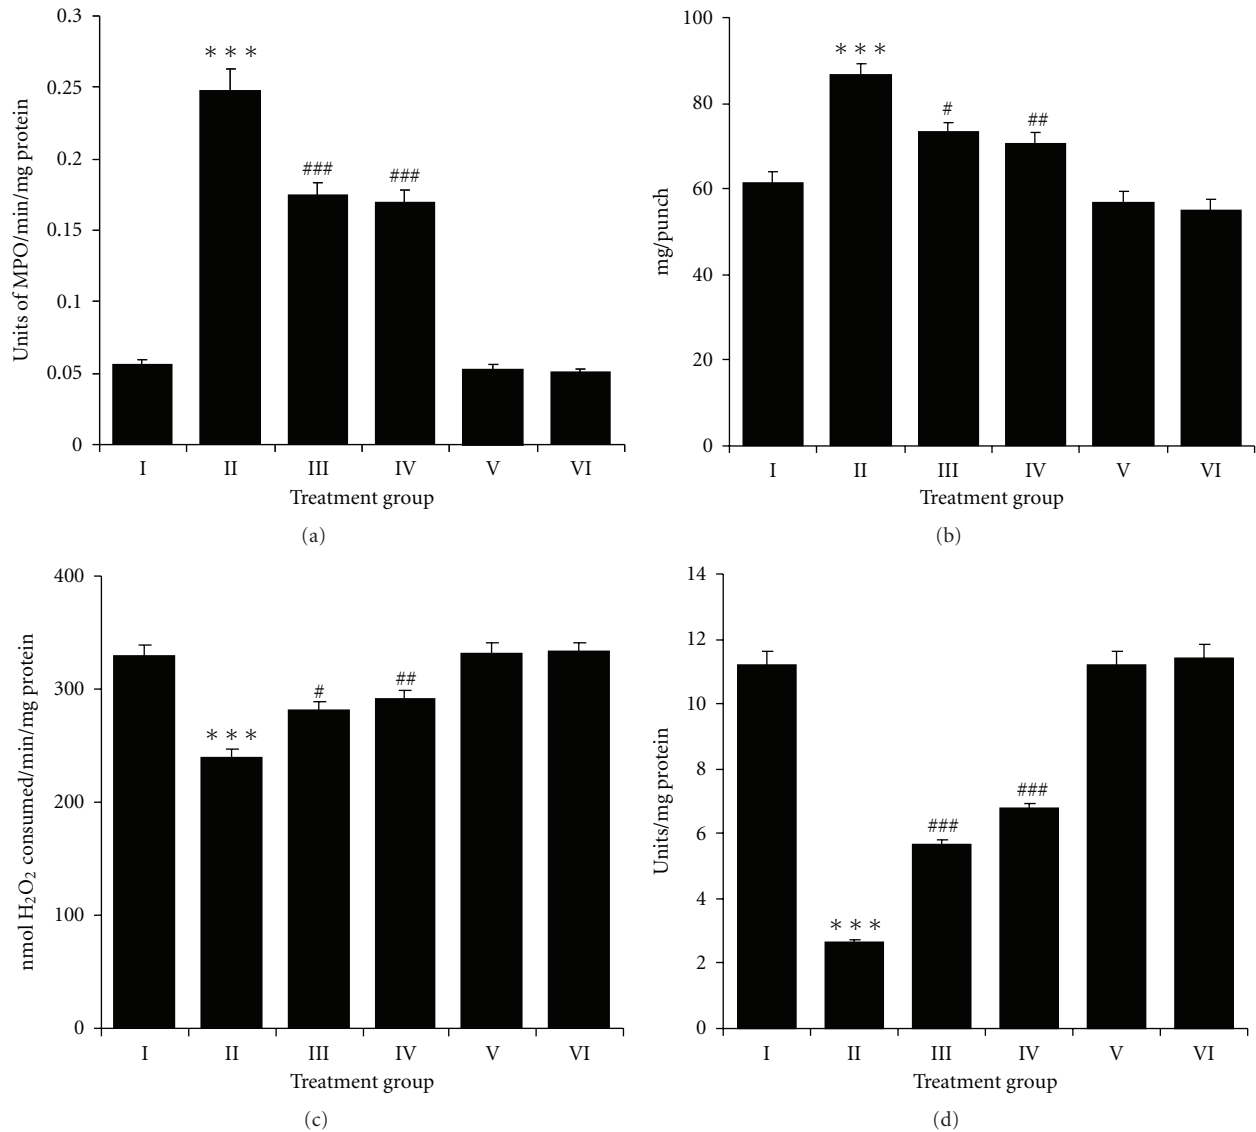 0.3
0.25
0.2
0.15
0.1
0.05
0
Units of MPO/min/mg protein
* * *
###
###
I II III IV V VI
Treatment group
(a)
100
80
60
40
20
0
mg/punch
* * *
#
##
I II III IV V VI
Treatment group
(b)
400
300
200
100
0
nmol H₂O₂ consumed/min/mg protein
* * *
#
##
I II III IV V VI
Treatment group
(c)
14
12
10
8
6
4
2
0
Units/mg protein
* * *
###
###
I II III IV V VI
Treatment group
(d)